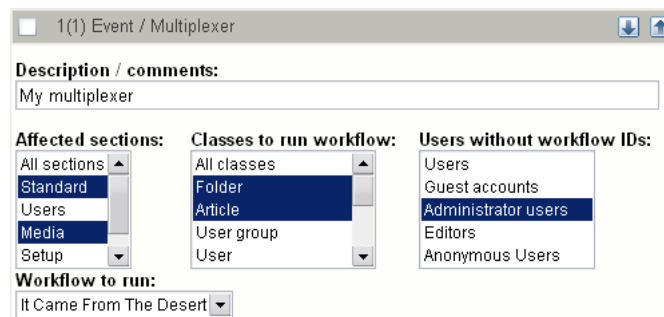 1(1) Event / Multiplexer
Description / comments:
My multiplexer
Affected sections: Classes to run workflow: Users without workflow IDs:
All sections All classes Users
Standard Folder Guest accounts
Users Article Administrator users
Media User group Editors
Setup User Anonymous Users
Workflow to run:
It Came From The Desert